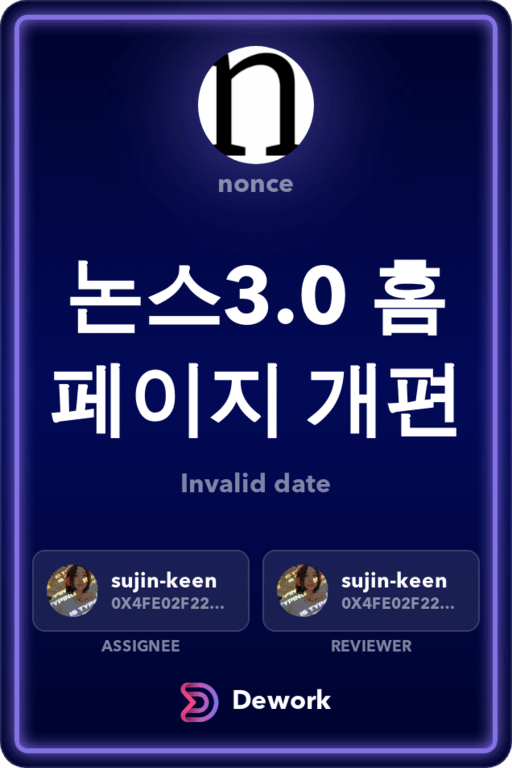 n
nonce
논스3.0 홈
페이지 개편
Invalid date
sujin-keen
0X4FE02F22...
sujin-keen
0X4FE02F22...
ASSIGNEE
REVIEWER
Dework